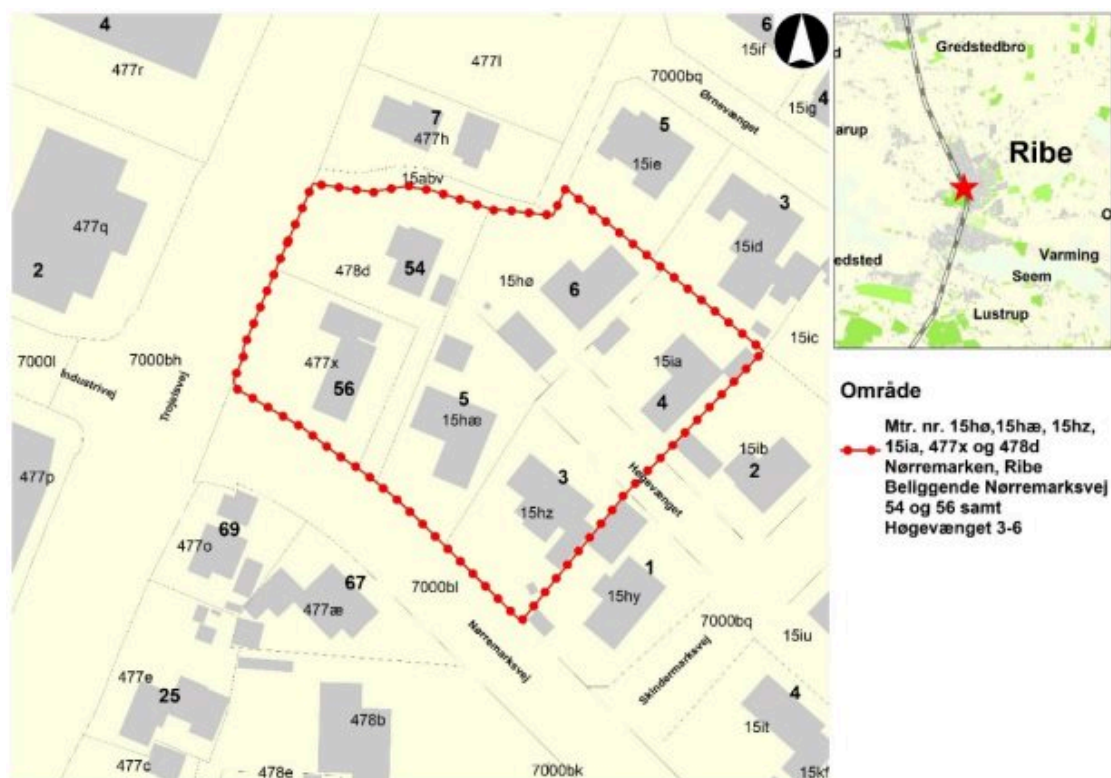 4
477r
477l
6
15if
7000bq
15ig
4
Ørnevænget
7
477h
5
15ie
15abv
3
15id
477q
2
478d
54
15hø
6
15ic
7000l
7000bh
Industrivej
Trojelsvej
477x
56
5
15hæ
15ia
4
15ib
2
Høgevænget
3
15hz
477p
69
477o
67
477æ
7000bl
Nørremarksvej
1
15hy
7000bq
Skindermarksvej
15iu
477e
25
478b
4
15it
477c
478e
7000bk
15kf
Gredstedbro
d
arup
Ribe
O
edsted
Varming
Seem
Lustrup
Område
Mtr. nr. 15hø,15hæ, 15hz,
15ia, 477x og 478d
Nørremarken, Ribe
Beliggende Nørremarksvej
54 og 56 samt
Høgevænget 3-6